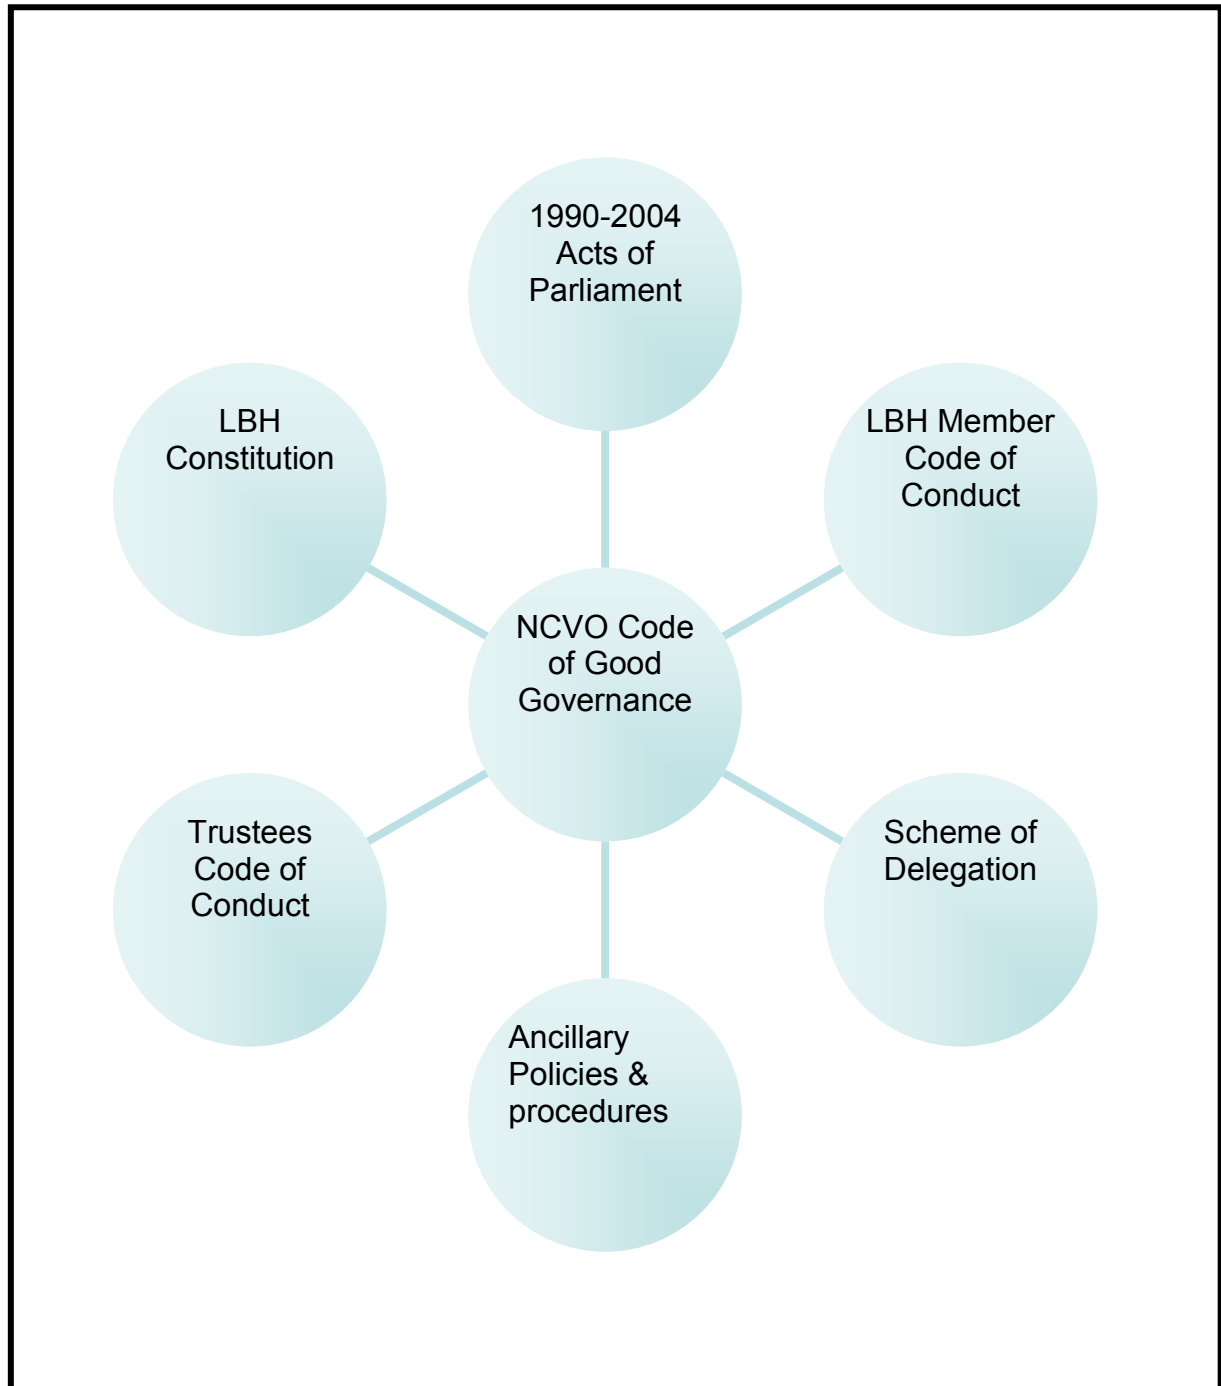 1990-2004
Acts of
Parliament
LBH
Constitution
LBH Member
Code of
Conduct
NCVO Code
of Good
Governance
Trustees
Code of
Conduct
Scheme of
Delegation
Ancillary
Policies &
procedures